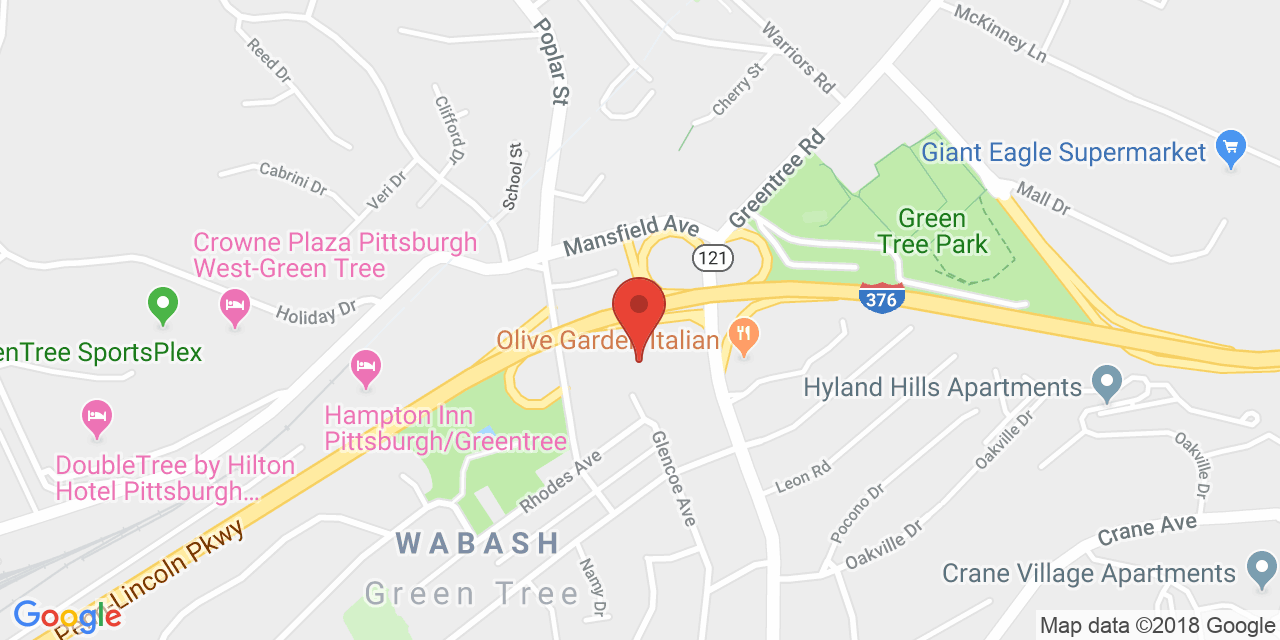 McKinney Ln
Warriors Rd
Poplar St
Reed Dr
Cherry St
Clifford Dr
Greentree Rd
Giant Eagle Supermarket
School St
Cabrini Dr
Veri Dr
Mall Dr
Green
Tree Park
Mansfield Ave
Crowne Plaza Pittsburgh
West-Green Tree
121
376
Holiday Dr
Olive Garden Italian
enTree SportsPlex
Hyland Hills Apartments
Hampton Inn
Pittsburgh/Greentree
DoubleTree by Hilton
Hotel Pittsburgh...
Glencoe Ave
Oakville Dr
Oakville Dr
Rhodes Ave
Leon Rd
Pocono Dr
Crane Ave
Oakville Dr
WABASH
Lincoln Pkwy
Green Tree
Namy Dr
Crane Village Apartments
Google
Map data ©2018 Google